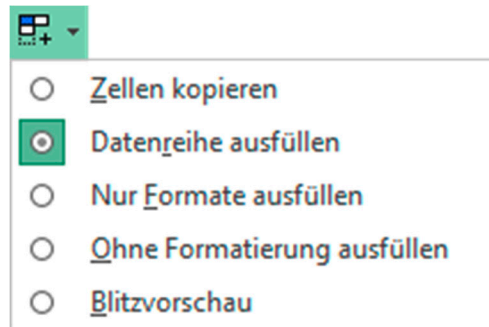 Zellen kopieren
Datenreihe ausfüllen
Nur Formate ausfüllen
Ohne Formatierung ausfüllen
Blitzvorschau